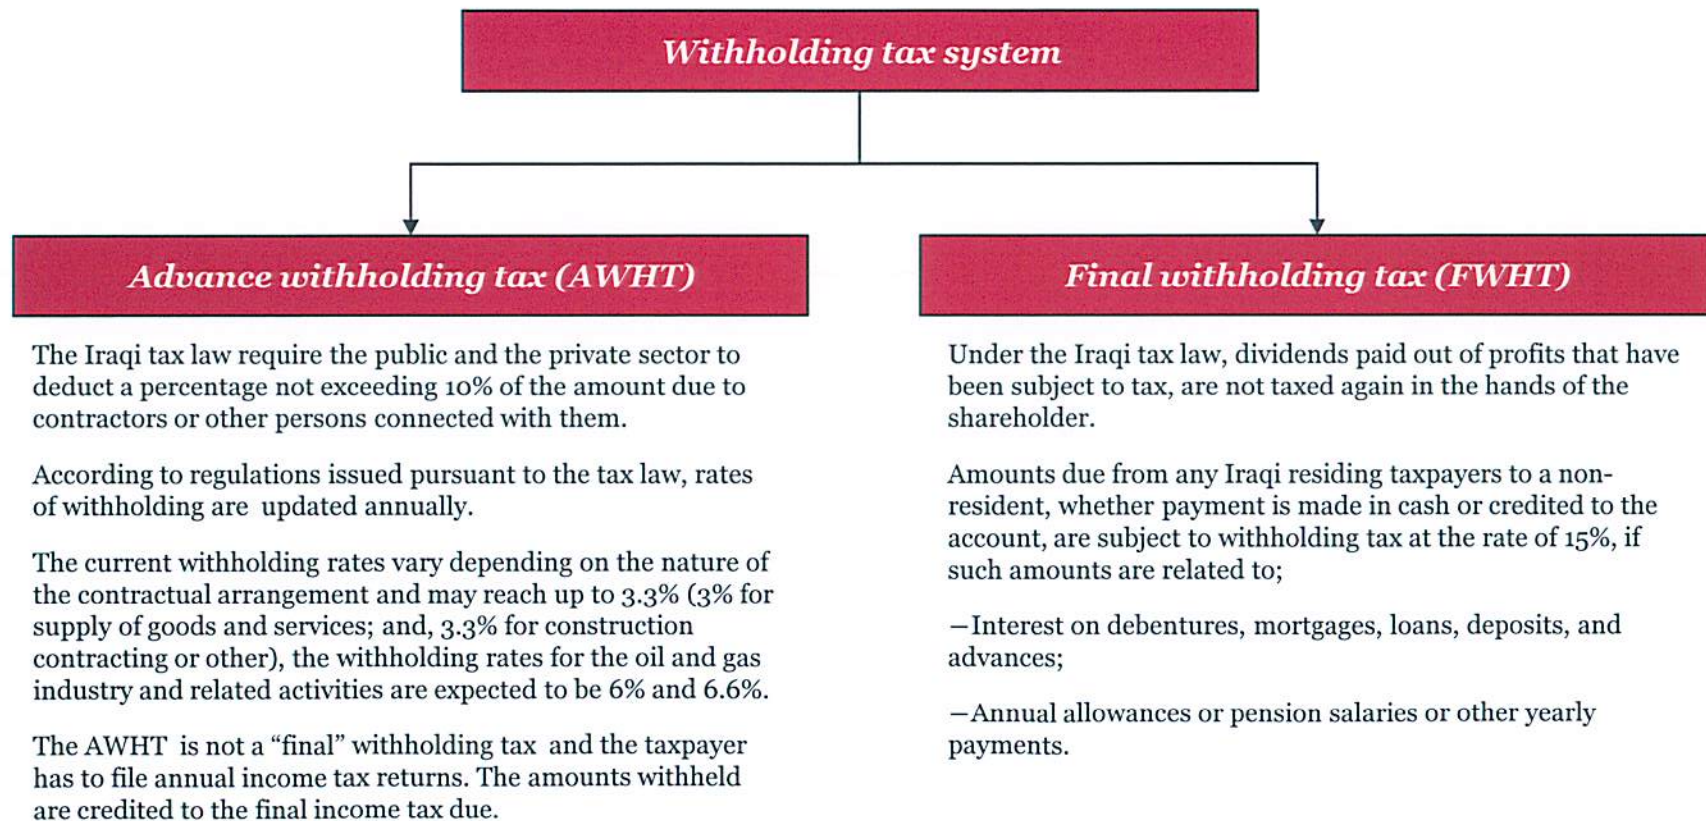 Withholding tax system
Advance withholding tax (AWHT)
The Iraqi tax law require the public and the private sector to
deduct a percentage not exceeding 10% of the amount due to
contractors or other persons connected with them.
According to regulations issued pursuant to the tax law, rates
of withholding are updated annually.
The current withholding rates vary depending on the nature of
the contractual arrangement and may reach up to 3.3% (3% for
supply of goods and services; and, 3.3% for construction
contracting or other), the withholding rates for the oil and gas
industry and related activities are expected to be 6% and 6.6%.
The AWHT is not a “final” withholding tax and the taxpayer
has to file annual income tax returns. The amounts withheld
are credited to the final income tax due.
Final withholding tax (FWHT)
Under the Iraqi tax law, dividends paid out of profits that have
been subject to tax, are not taxed again in the hands of the
shareholder.
Amounts due from any Iraqi residing taxpayers to a non-
resident, whether payment is made in cash or credited to the
account, are subject to withholding tax at the rate of 15%, if
such amounts are related to;
—Interest on debentures, mortgages, loans, deposits, and
advances;
—Annual allowances or pension salaries or other yearly
payments.